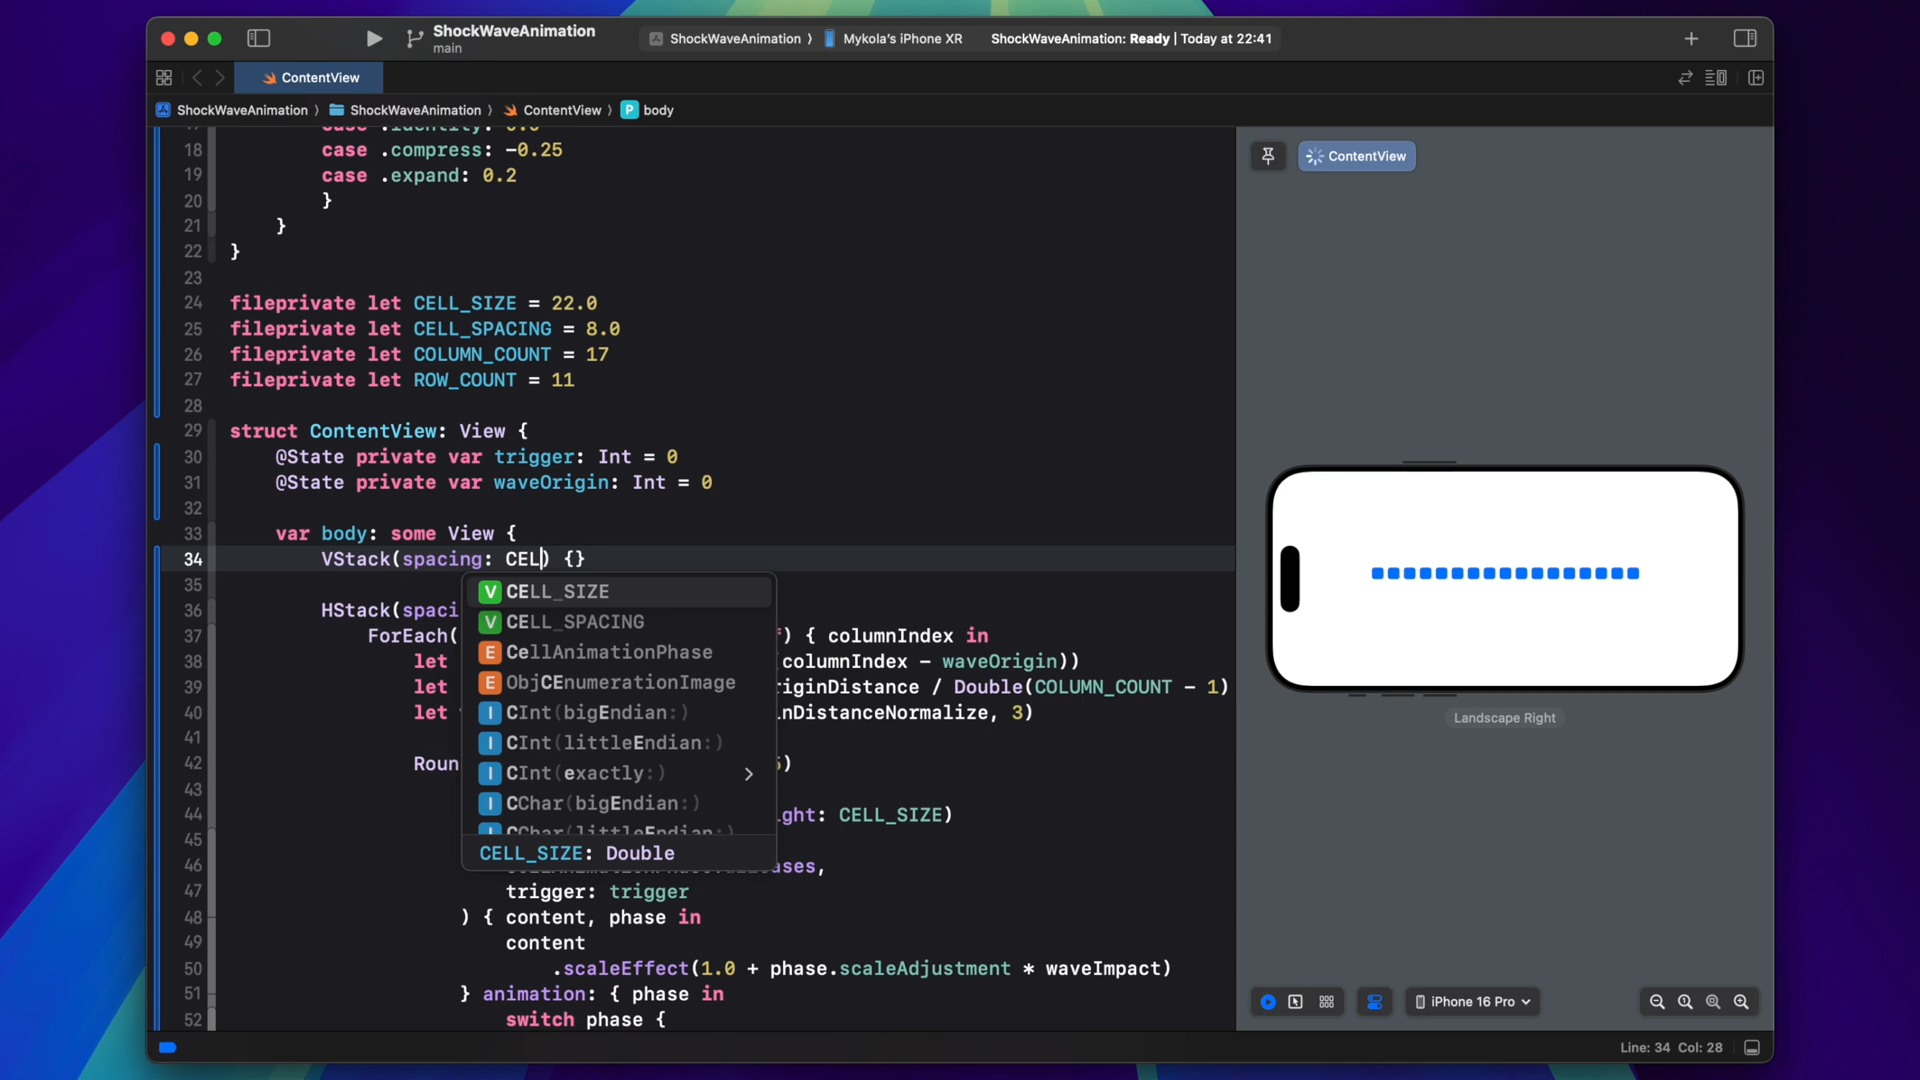 ShockWaveAnimation
main
ShockWaveAnimation ⟩ Mykola's iPhone XR
ShockWaveAnimation: Ready | Today at 22:41
ContentView
ShockWaveAnimation ⟩ ShockWaveAnimation ⟩ ContentView ⟩ P body
18 case .compress: -0.25
19 case .expand: 0.2
20 }
21 }
22 }
23
24 fileprivate let CELL_SIZE = 22.0
25 fileprivate let CELL_SPACING = 8.0
26 fileprivate let COLUMN_COUNT = 17
27 fileprivate let ROW_COUNT = 11
28
29 struct ContentView: View {
30 @State private var trigger: Int = 0
31 @State private var waveOrigin: Int = 0
32
33 var body: some View {
34 VStack(spacing: CEL) {}
35
36 HStack(spaci
37 ForEach( ) { columnIndex in
38 let columnIndex - waveOrigin))
39 let riginDistance / Double(COLUMN_COUNT - 1)
40 let nDistanceNormalize, 3)
41
42 Roun )
43
44 ght: CELL_SIZE)
45
46 ases,
47 trigger: trigger
48 ) { content, phase in
49 content
50 .scaleEffect(1.0 + phase.scaleAdjustment * waveImpact)
51 } animation: { phase in
52 switch phase {
V CELL_SIZE
V CELL_SPACING
E CellAnimationPhase
E ObjCEnumerationImage
I CInt(bigEndian:)
I CInt(littleEndian:)
I CInt(exactly:)
I CChar(bigEndian:)
I CChar(littleEndian:)
CELL_SIZE: Double
ContentView
Landscape Right
iPhone 16 Pro
Line: 34 Col: 28